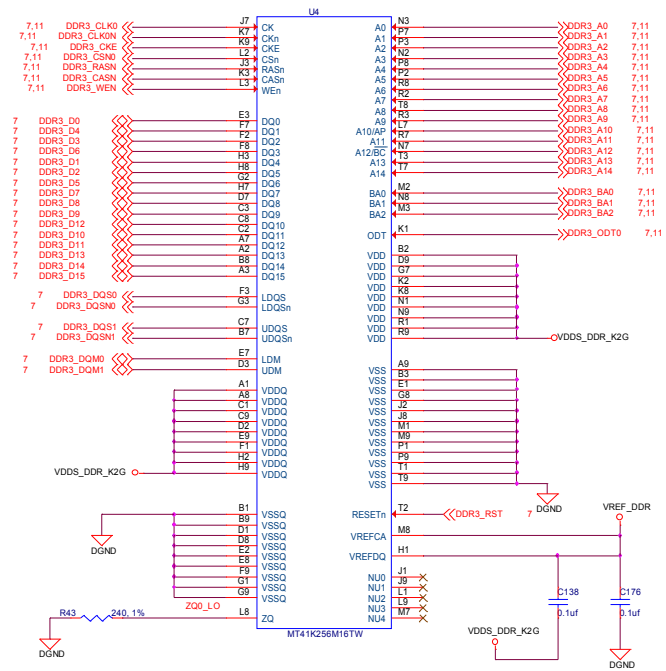 U4
7,11 DDR3_CLK0 J7 CK A0 N3 DDR3_A0 7,11
7,11 DDR3_CLK0N K7 CKn A1 P7 DDR3_A1 7,11
7,11 DDR3_CKE K9 CKE A2 P3 DDR3_A2 7,11
7,11 DDR3_CSN0 L2 CSn A3 N2 DDR3_A3 7,11
7,11 DDR3_RASN J3 RASn A4 P8 DDR3_A4 7,11
7,11 DDR3_CASN K3 CASn A5 P2 DDR3_A5 7,11
7,11 DDR3_WEN L3 WEn A6 R8 DDR3_A6 7,11
A7 R2 DDR3_A7 7,11
A8 T8 DDR3_A8 7,11
7 DDR3_D0 E3 DQ0 A9 R3 DDR3_A9 7,11
7 DDR3_D4 F7 DQ1 A10/AP L7 DDR3_A10 7,11
7 DDR3_D3 F2 DQ2 A11 R7 DDR3_A11 7,11
7 DDR3_D6 F8 DQ3 A12/BC N7 DDR3_A12 7,11
7 DDR3_D1 H3 DQ4 A13 T3 DDR3_A13 7,11
7 DDR3_D2 H8 DQ5 A14 T7 DDR3_A14 7,11
7 DDR3_D5 G2 DQ6
7 DDR3_D7 H7 DQ7 BA0 M2 DDR3_BA0 7,11
7 DDR3_D8 D7 DQ8 BA1 N8 DDR3_BA1 7,11
7 DDR3_D9 C3 DQ9 BA2 M3 DDR3_BA2 7,11
7 DDR3_D12 C8 DQ10
7 DDR3_D10 C2 DQ11 ODT K1 DDR3_ODT0 7,11
7 DDR3_D11 A7 DQ12
7 DDR3_D13 A2 DQ13 VDD B2
7 DDR3_D14 B8 DQ14 VDD D9
7 DDR3_D15 A3 DQ15 VDD G7
VDD K2
7 DDR3_DQS0 F3 LDQS VDD K8
7 DDR3_DQSN0 G3 LDQSn VDD N1
VDD N9
7 DDR3_DQS1 C7 UDQS VDD R1
7 DDR3_DQSN1 B7 UDQSn VDD R9 VDDS_DDR_K2G
7 DDR3_DQM0 E7 LDM
7 DDR3_DQM1 D3 UDM VSS A9
VSS B3
A1 VDDQ VSS E1
A8 VDDQ VSS G8
C1 VDDQ VSS J2
C9 VDDQ VSS J8
D2 VDDQ VSS M1
E9 VDDQ VSS M9
F1 VDDQ VSS P1
H2 VDDQ VSS P9
VDDS_DDR_K2G H9 VDDQ VSS T1
VSS T9
DGND
B1 VSSQ RESETn T2 DDR3_RST 7
B9 VSSQ VREF_DDR
D1 VSSQ VREFCA M8
D8 VSSQ
DGND E2 VSSQ VREFDQ H1
E8 VSSQ
F9 VSSQ NU0 J1
G1 VSSQ NU1 J9
G9 VSSQ NU2 L1
ZQ0_LO NU3 L9
R43 240, 1% L8 ZQ NU4 M7
C138 C176
0.1uf 0.1uf
MT41K256M16TW
VDDS_DDR_K2G
DGND DGND